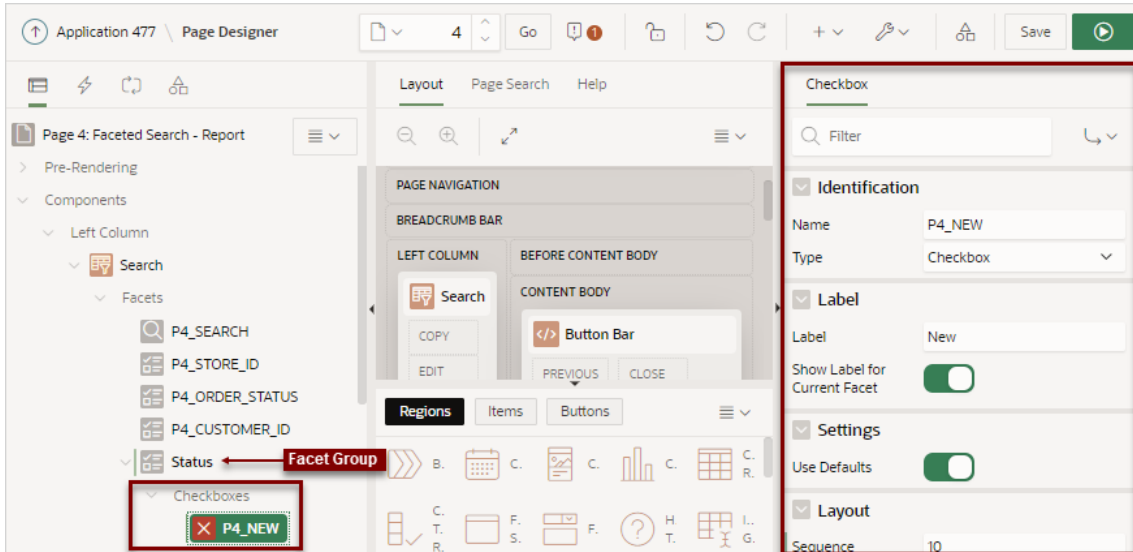 Application 477 \ Page Designer
4
Go
1
Save
Page 4: Faceted Search - Report
Pre-Rendering
Components
Left Column
Search
Facets
P4_SEARCH
P4_STORE_ID
P4_ORDER_STATUS
P4_CUSTOMER_ID
Status
Facet Group
Checkboxes
P4_NEW
Layout Page Search Help
PAGE NAVIGATION
BREADCRUMB BAR
LEFT COLUMN
Search
COPY
EDIT
BEFORE CONTENT BODY
CONTENT BODY
Button Bar
PREVIOUS CLOSE
Regions Items Buttons
B. C. C. C. C. R.
C. T. R. F. S. F. H. T. I.. G.
Checkbox
Filter
Identification
Name P4_NEW
Type Checkbox
Label
Label New
Show Label for
Current Facet
Settings
Use Defaults
Layout
Sequence 10